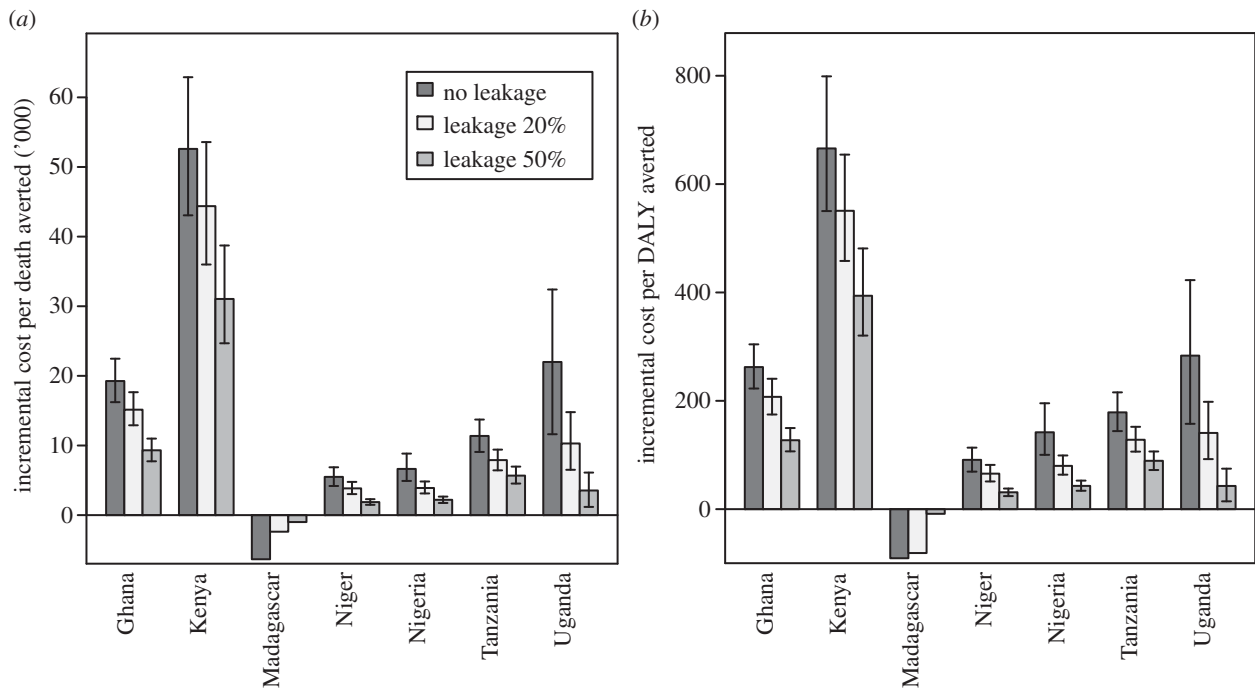 (a)
incremental cost per death averted ('000)
60
50
40
30
20
10
0
no leakage
leakage 20%
leakage 50%
Ghana
Kenya
Madagascar
Niger
Nigeria
Tanzania
Uganda
(b)
incremental cost per DALY averted
800
600
400
200
0
Ghana
Kenya
Madagascar
Niger
Nigeria
Tanzania
Uganda